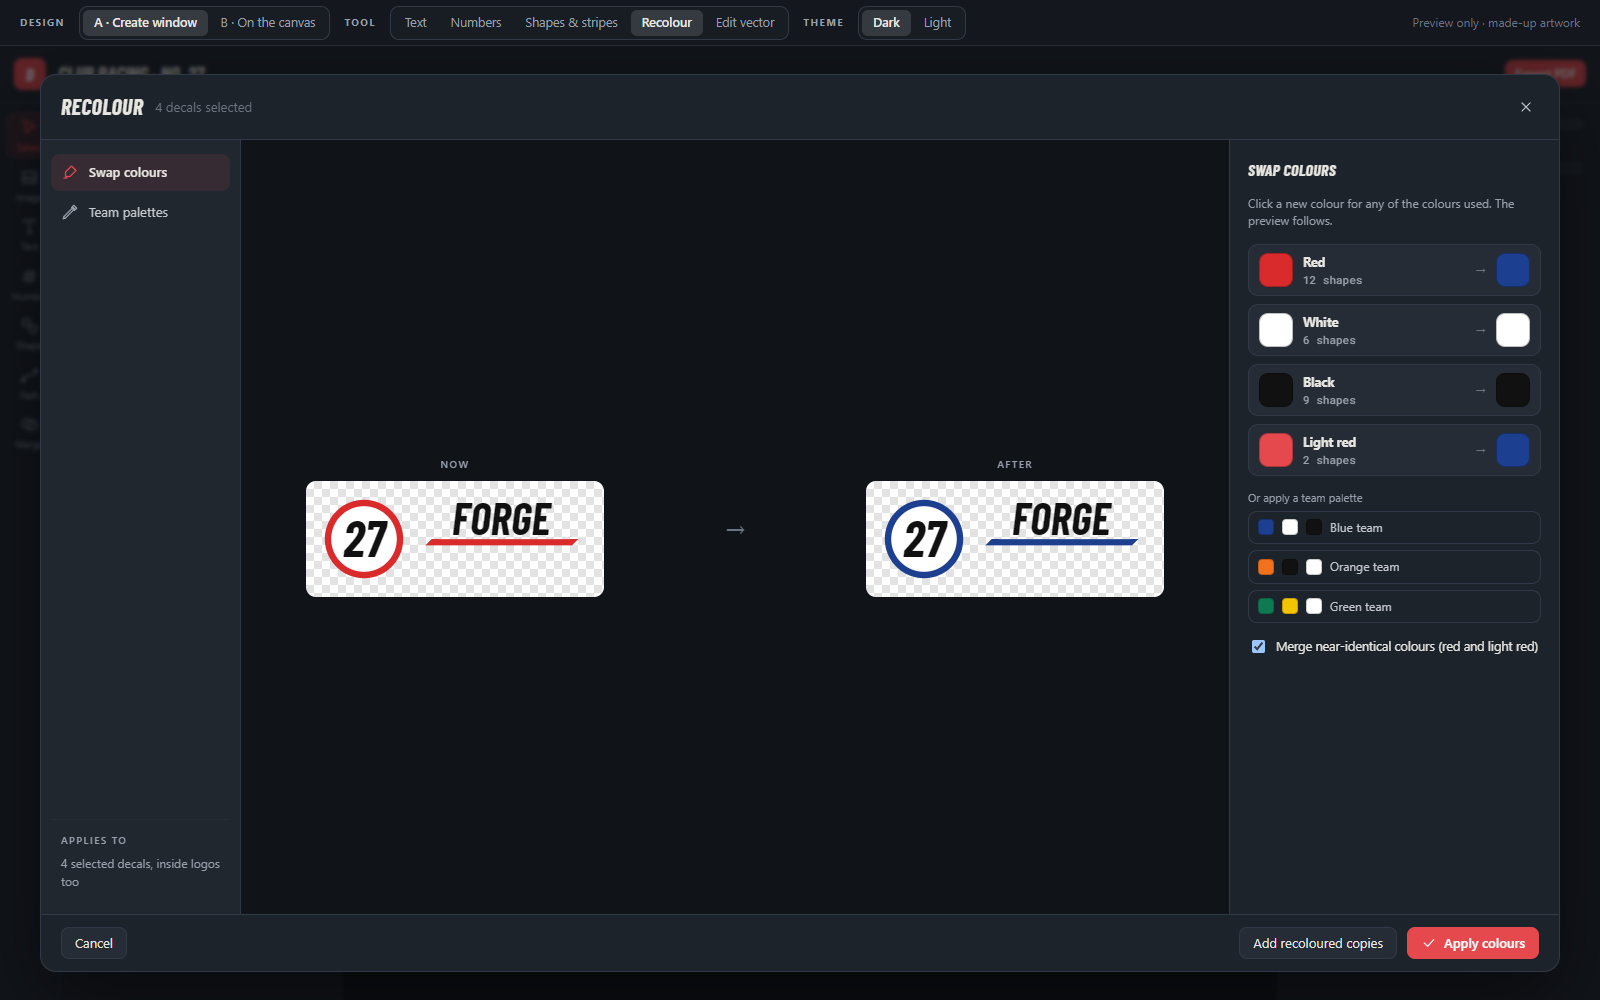 DESIGN
A · Create window
B · On the canvas
TOOL
Text
Numbers
Shapes & stripes
Recolour
Edit vector
THEME
Dark
Light
Preview only · made-up artwork
RECOLOUR
4 decals selected
Swap colours
Team palettes
APPLIES TO
4 selected decals, inside logos
too
NOW
27
FORGE
→
AFTER
27
FORGE
SWAP COLOURS
Click a new colour for any of the colours used. The
preview follows.
Red
12 shapes
→
White
6 shapes
→
Black
9 shapes
→
Light red
2 shapes
→
Or apply a team palette
Blue team
Orange team
Green team
Merge near-identical colours (red and light red)
Cancel
Add recoloured copies
Apply colours